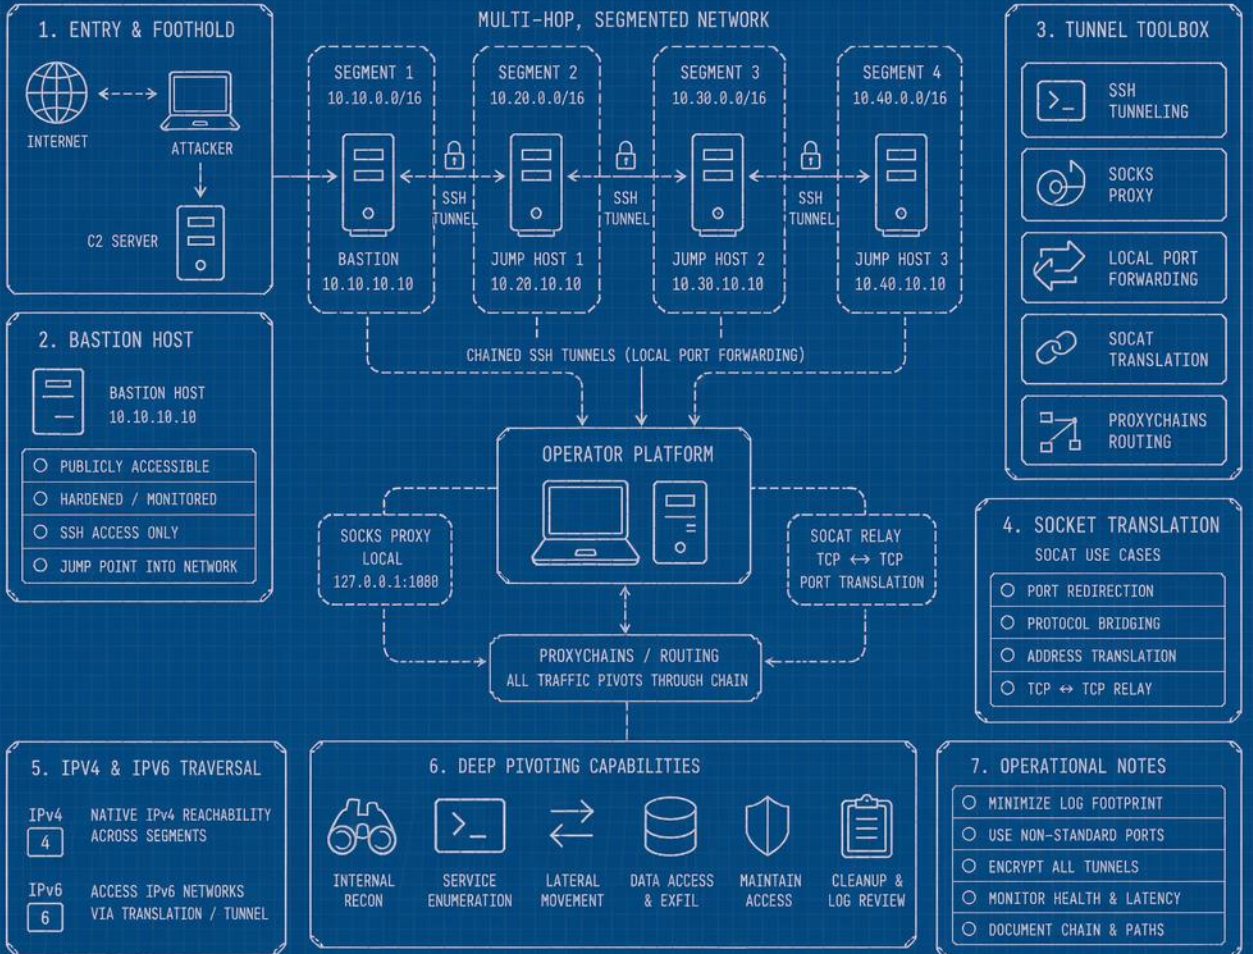 1. ENTRY & FOOTHOLD
INTERNET
ATTACKER
C2 SERVER
MULTI-HOP, SEGMENTED NETWORK
SEGMENT 1
10.10.0.0/16
BASTION
10.10.10.10
SSH
TUNNEL
SEGMENT 2
10.20.0.0/16
JUMP HOST 1
10.20.10.10
SSH
TUNNEL
SEGMENT 3
10.30.0.0/16
JUMP HOST 2
10.30.10.10
SSH
TUNNEL
SEGMENT 4
10.40.0.0/16
JUMP HOST 3
10.40.10.10
CHAINED SSH TUNNELS (LOCAL PORT FORWARDING)
2. BASTION HOST
BASTION HOST
10.10.10.10
PUBLICLY ACCESSIBLE
HARDENED / MONITORED
SSH ACCESS ONLY
JUMP POINT INTO NETWORK
OPERATOR PLATFORM
SOCKS PROXY
LOCAL
127.0.0.1:1080
SOCAT RELAY
TCP ↔ TCP
PORT TRANSLATION
PROXYCHAINS / ROUTING
ALL TRAFFIC PIVOTS THROUGH CHAIN
3. TUNNEL TOOLBOX
>_
SSH
TUNNELING
SOCKS
PROXY
LOCAL PORT
FORWARDING
SOCAT
TRANSLATION
PROXYCHAINS
ROUTING
4. SOCKET TRANSLATION
SOCAT USE CASES
PORT REDIRECTION
PROTOCOL BRIDGING
ADDRESS TRANSLATION
TCP ↔ TCP RELAY
5. IPV4 & IPV6 TRAVERSAL
IPv4
4
NATIVE IPv4 REACHABILITY
ACROSS SEGMENTS
IPv6
6
ACCESS IPv6 NETWORKS
VIA TRANSLATION / TUNNEL
6. DEEP PIVOTING CAPABILITIES
INTERNAL
RECON
>_
SERVICE
ENUMERATION
LATERAL
MOVEMENT
DATA ACCESS
& EXFIL
MAINTAIN
ACCESS
CLEANUP &
LOG REVIEW
7. OPERATIONAL NOTES
MINIMIZE LOG FOOTPRINT
USE NON-STANDARD PORTS
ENCRYPT ALL TUNNELS
MONITOR HEALTH & LATENCY
DOCUMENT CHAIN & PATHS